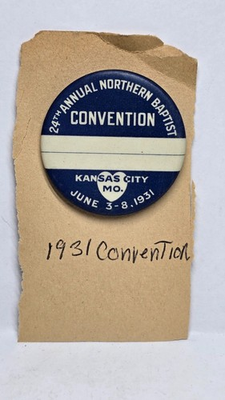 24TH ANNUAL NORTHERN BAPTIST
CONVENTION
KANSAS CITY
MO.
JUNE 3-8, 1931
1931 Convention